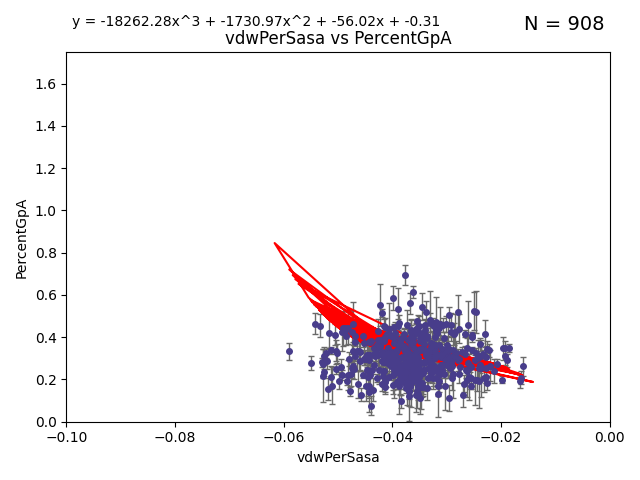 y = -18262.28x^3 + -1730.97x^2 + -56.02x + -0.31
N = 908
vdwPerSasa vs PercentGpA
PercentGpA
1.6
1.4
1.2
1.0
0.8
0.6
0.4
0.2
0.0
−0.10 −0.08 −0.06 −0.04 −0.02 0.00
vdwPerSasa